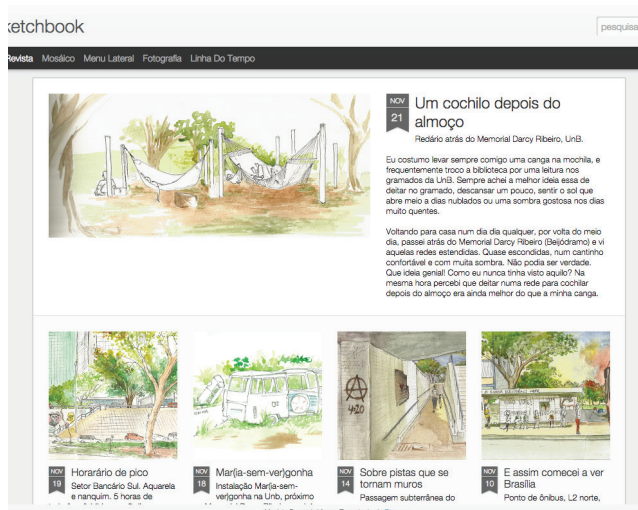 ketchbook
pesquisa
Revista Mosáico Menu Lateral Fotografia Linha Do Tempo
NOV
21
Um cochilo depois do
almoço
Redário atrás do Memorial Darcy Ribeiro, UnB.
Eu costumo levar sempre comigo uma canga na mochila, e
frequentemente troco a biblioteca por uma leitura nos
gramados da UnB. Sempre achei a melhor ideia essa de
deitar no gramado, descansar um pouco, sentir o sol que
abre meio a dias nublados ou uma sombra gostosa nos dias
muito quentes.
Voltando para casa num dia dia qualquer, por volta do meio
dia, passei atrás do Memorial Darcy Ribeiro (Beijódramo) e vi
aquelas redes estendidas. Quase escondidas, num cantinho
confortável e com muita sombra. Não podia ser verdade.
Que ideia genial! Como eu nunca tinha visto aquilo? Na
mesma hora percebi que deitar numa rede para cochilar
depois do almoço era ainda melhor do que a minha canga.
A
420
NOV
19
Horarário de pico
Setor Bancário Sul. Aquarela
e nanquim. 5 horas de
NOV
18
Mar(ia-sem-ver)gonha
Instalação Mar(ia-sem-
ver)gonha na Unb, próximo
NOV
14
Sobre pistas que se
tornam muros
Passagem subterrânea do
NOV
10
E assim comecei a ver
Brasília
Ponto de ônibus, L2 norte,